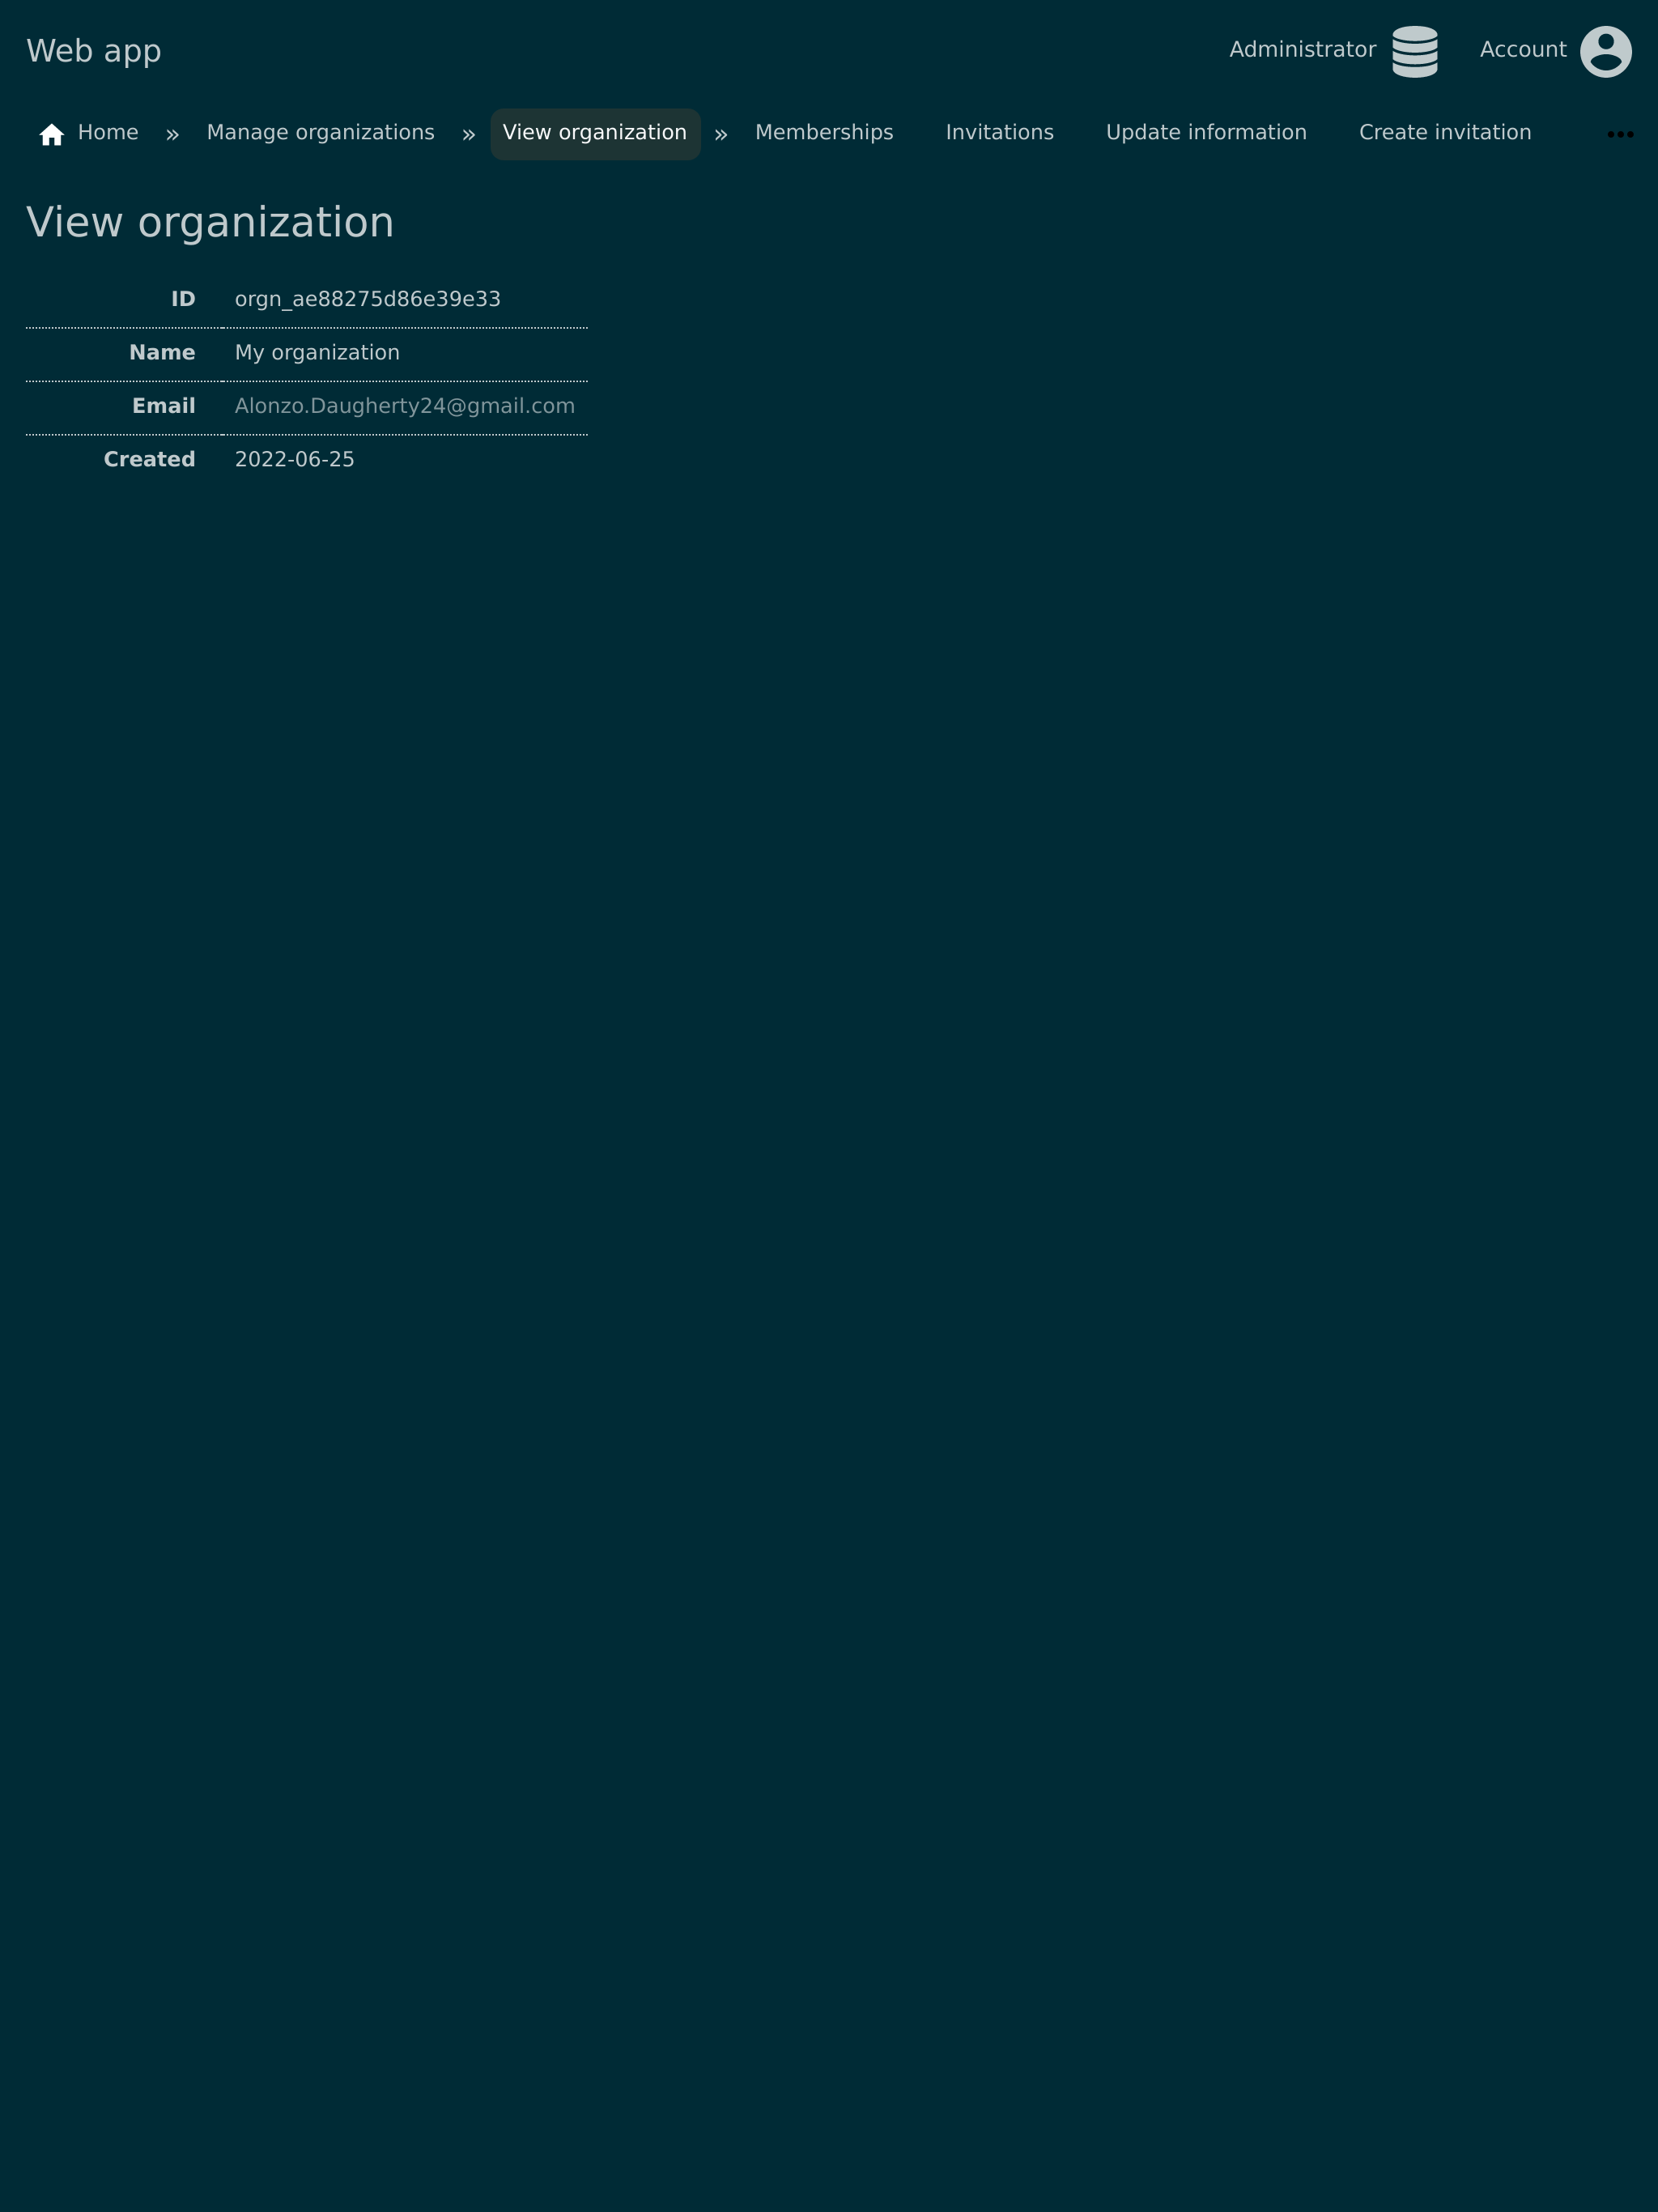 Web app
Administrator Account
Home » Manage organizations » View organization » Memberships Invitations Update information Create invitation
View organization
ID orgn_ae88275d86e39e33
Name My organization
Email Alonzo.Daugherty24@gmail.com
Created 2022-06-25